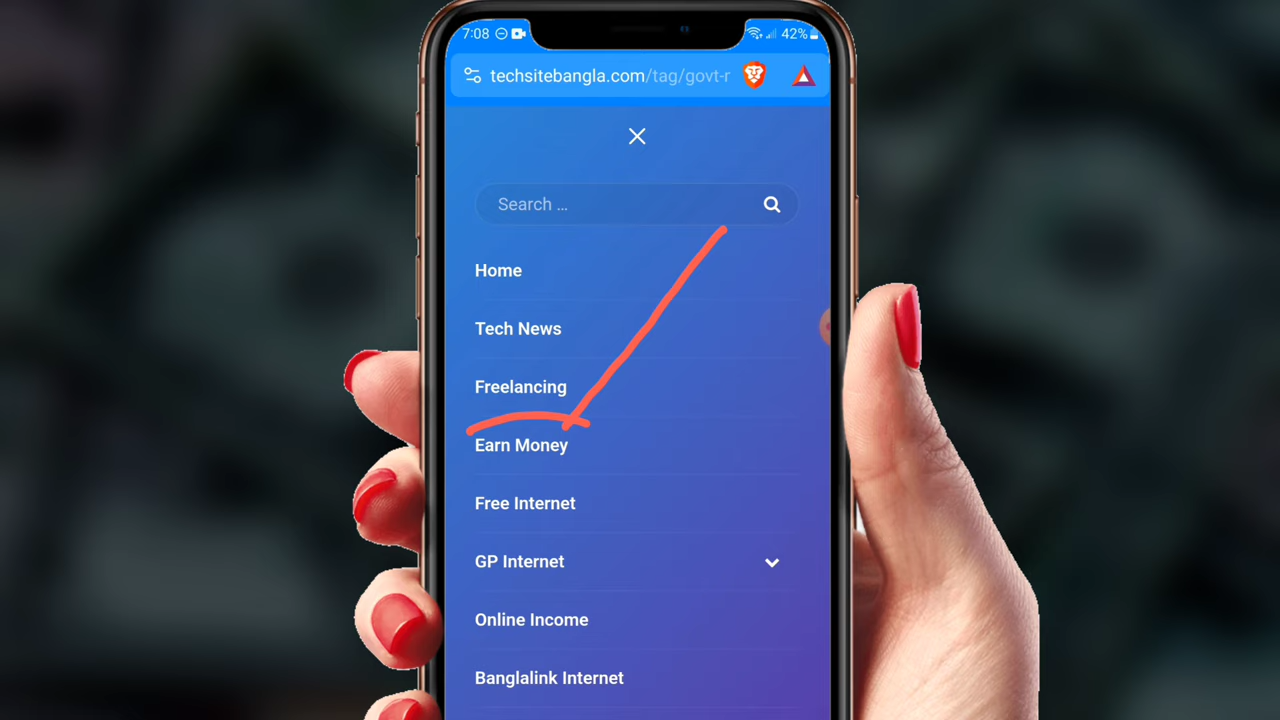 7:08 42%
techsitebangla.com/tag/govt-r
Search ...
Home
Tech News
Freelancing
Earn Money
Free Internet
GP Internet
Online Income
Banglalink Internet